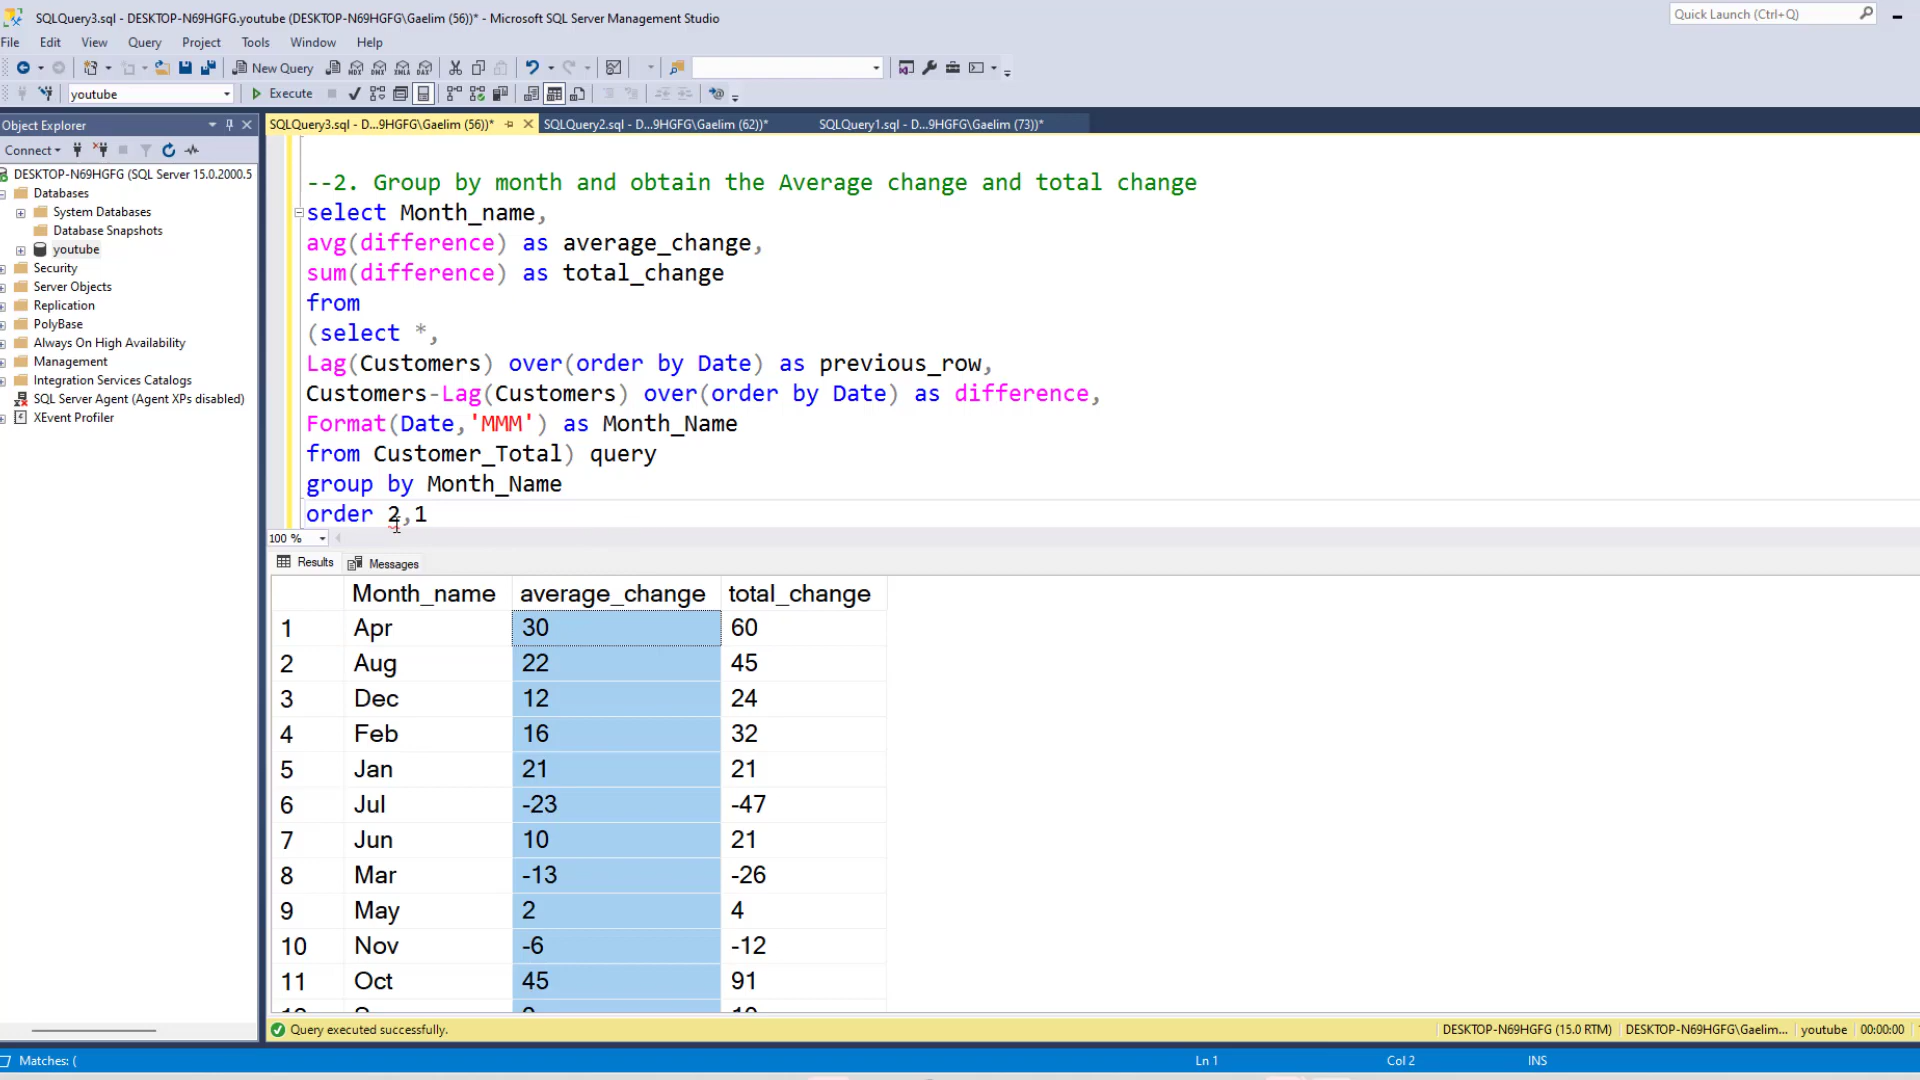 SQLQuery3.sql - DESKTOP-N69HGFG.youtube (DESKTOP-N69HGFG\Gaelim (56))* - Microsoft SQL Server Management Studio
Quick Launch (Ctrl+Q)
File Edit View Query Project Tools Window Help
New Query
youtube Execute
Object Explorer
SQLQuery3.sql - D...9HGFG\Gaelim (56))* SQLQuery2.sql - D...9HGFG\Gaelim (62))* SQLQuery1.sql - D...9HGFG\Gaelim (73))*
Connect
DESKTOP-N69HGFG (SQL Server 15.0.2000.5
Databases
System Databases
Database Snapshots
youtube
Security
Server Objects
Replication
PolyBase
Always On High Availability
Management
Integration Services Catalogs
SQL Server Agent (Agent XPs disabled)
XEvent Profiler
--2. Group by month and obtain the Average change and total change
select Month_name,
avg(difference) as average_change,
sum(difference) as total_change
from
(select *,
Lag(Customers) over(order by Date) as previous_row,
Customers-Lag(Customers) over(order by Date) as difference,
Format(Date,'MMM') as Month_Name
from Customer_Total) query
group by Month_Name
order 2,1
100 %
Results Messages
Month_name average_change total_change
1 Apr 30 60
2 Aug 22 45
3 Dec 12 24
4 Feb 16 32
5 Jan 21 21
6 Jul -23 -47
7 Jun 10 21
8 Mar -13 -26
9 May 2 4
10 Nov -6 -12
11 Oct 45 91
Query executed successfully.
DESKTOP-N69HGFG (15.0 RTM) DESKTOP-N69HGFG\Gaelim... youtube 00:00:00
Matches: (
Ln 1 Col 2 INS